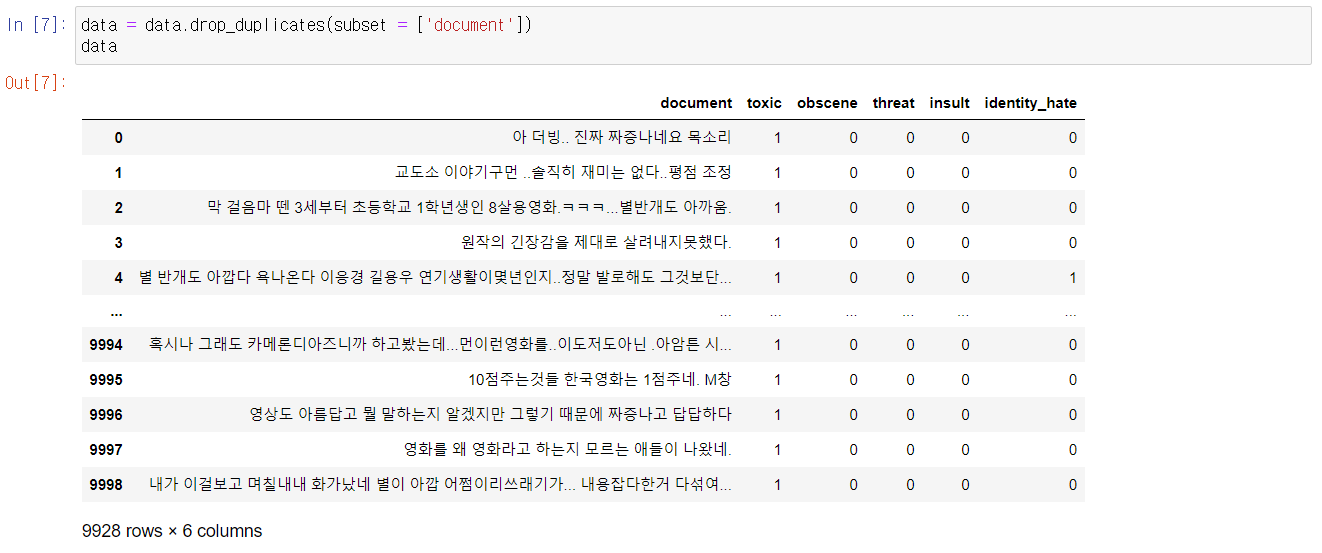 In [7]: data = data.drop_duplicates(subset = ['document'])
data
Out[7]:
document toxic obscene threat insult identity_hate
0 아 더빙.. 진짜 짜증나네요 목소리 1 0 0 0 0
1 교도소 이야기구먼 ..솔직히 재미는 없다..평점 조정 1 0 0 0 0
2 막 걸음마 뗀 3세부터 초등학교 1학년생인 8살용영화.ㅋㅋㅋ...별반개도 아까움. 1 0 0 0 0
3 원작의 긴장감을 제대로 살려내지못했다. 1 0 0 0 0
4 별 반개도 아깝다 욕나온다 이응경 길용우 연기생활이몇년인지..정말 발로해도 그것보단... 1 0 0 0 1
... ... ... ... ... ... ...
9994 혹시나 그래도 카메론디아즈니까 하고봤는데...먼이런영화를..이도저도아닌 .아암튼 시... 1 0 0 0 0
9995 10점주는것들 한국영화는 1점주네. M창 1 0 0 0 0
9996 영상도 아름답고 뭘 말하는지 알겠지만 그렇기 때문에 짜증나고 답답하다 1 0 0 0 0
9997 영화를 왜 영화라고 하는지 모르는 애들이 나왔네. 1 0 0 0 0
9998 내가 이걸보고 며칠내내 화가났네 별이 아깝 어쩜이리쓰래기가... 내용잡다한거 다섞여... 1 0 0 0 0
9928 rows × 6 columns